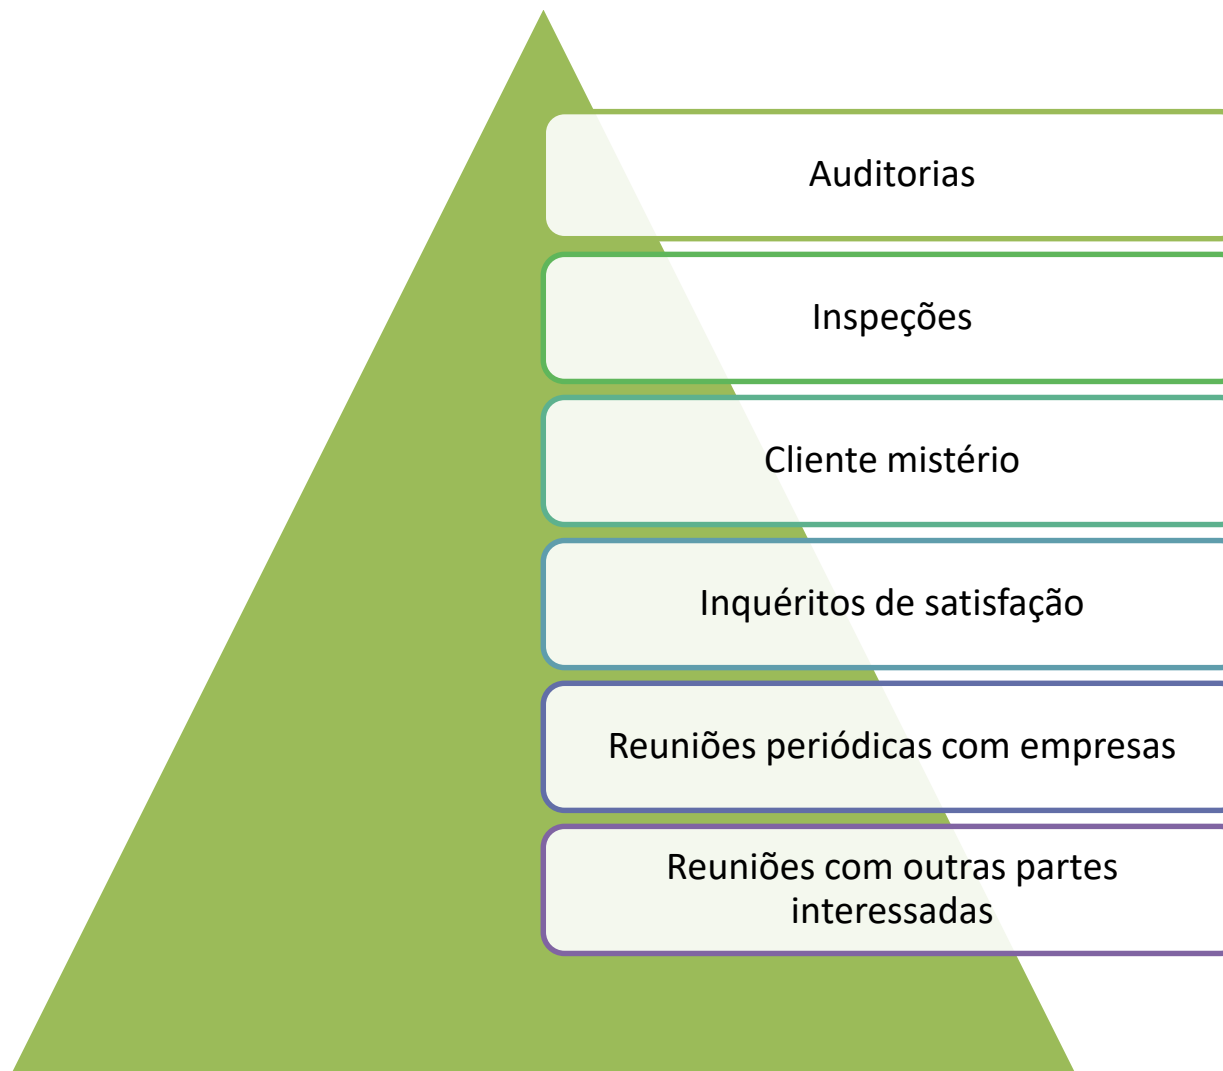 Auditorias
Inspeções
Cliente mistério
Inquéritos de satisfação
Reuniões periódicas com empresas
Reuniões com outras partes
interessadas